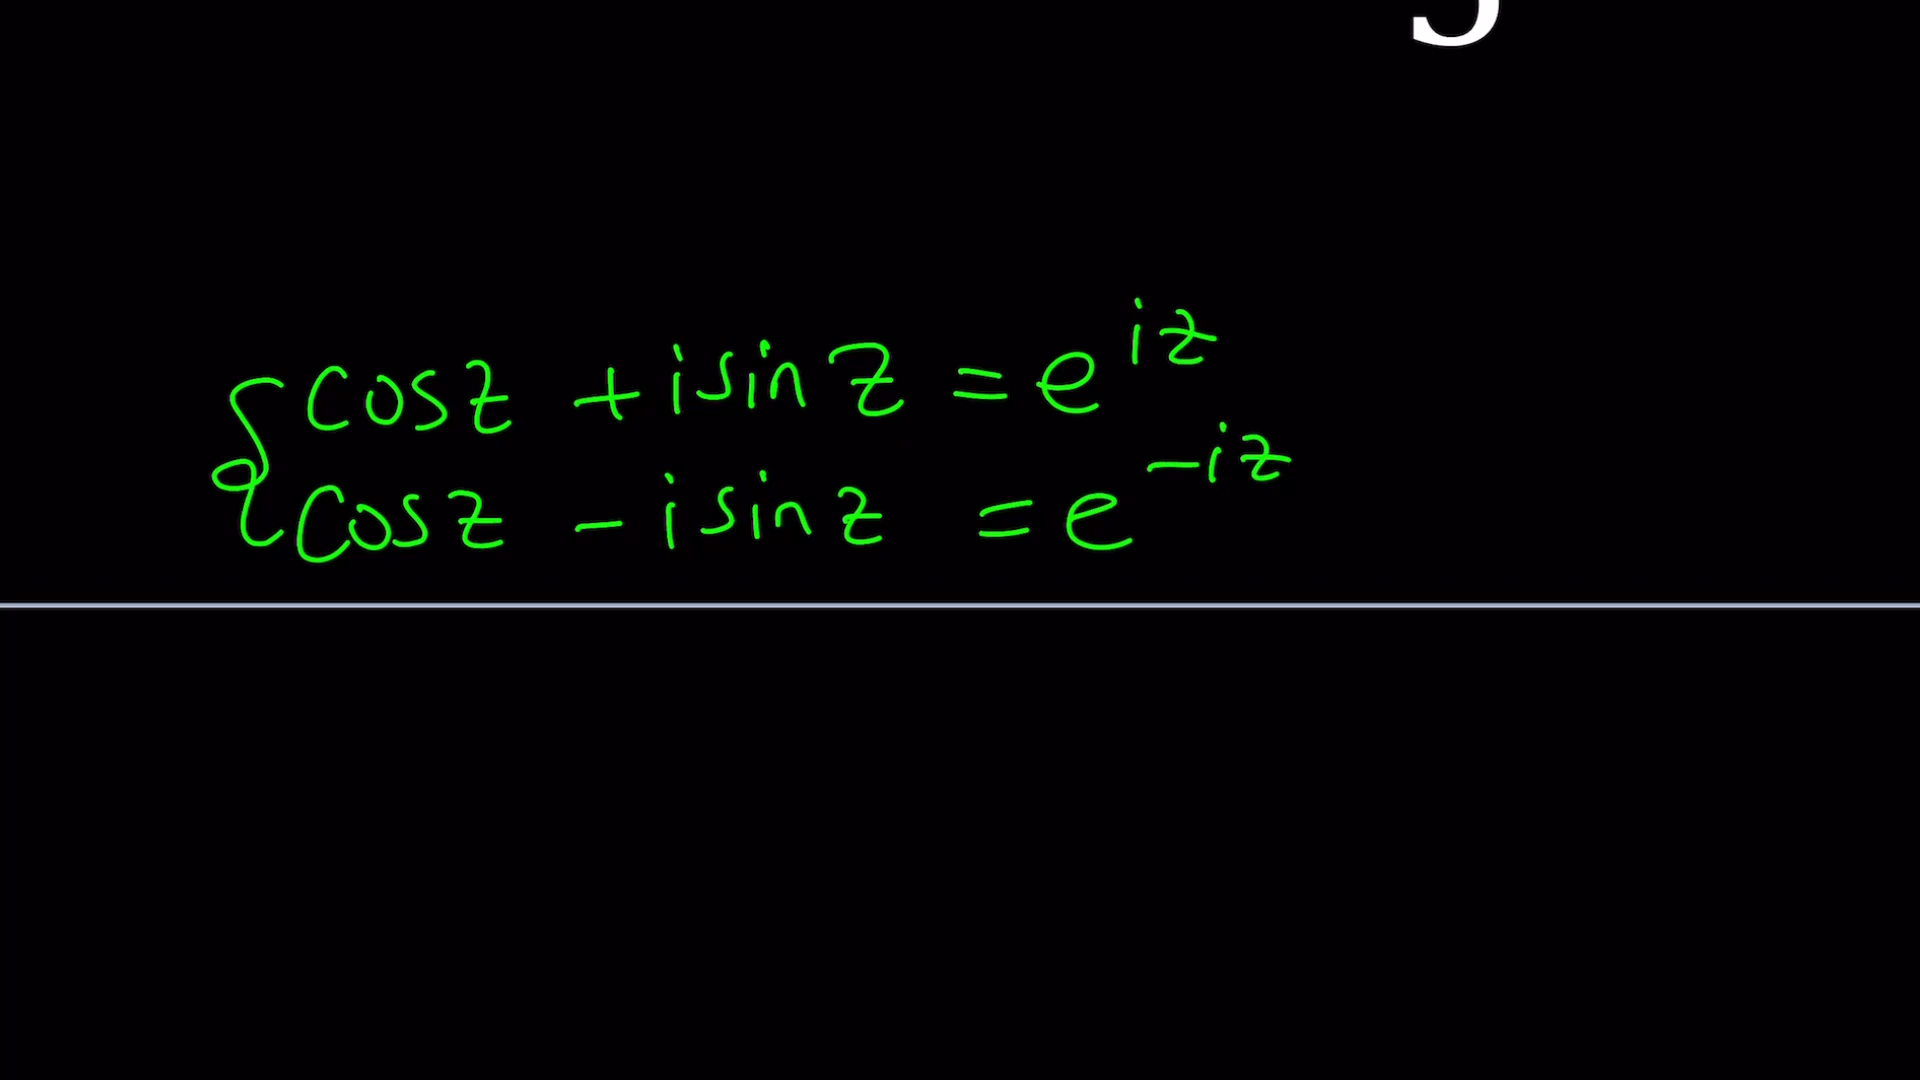 cos z + i sin z = e^{iz}
cos z - i sin z = e^{-iz}